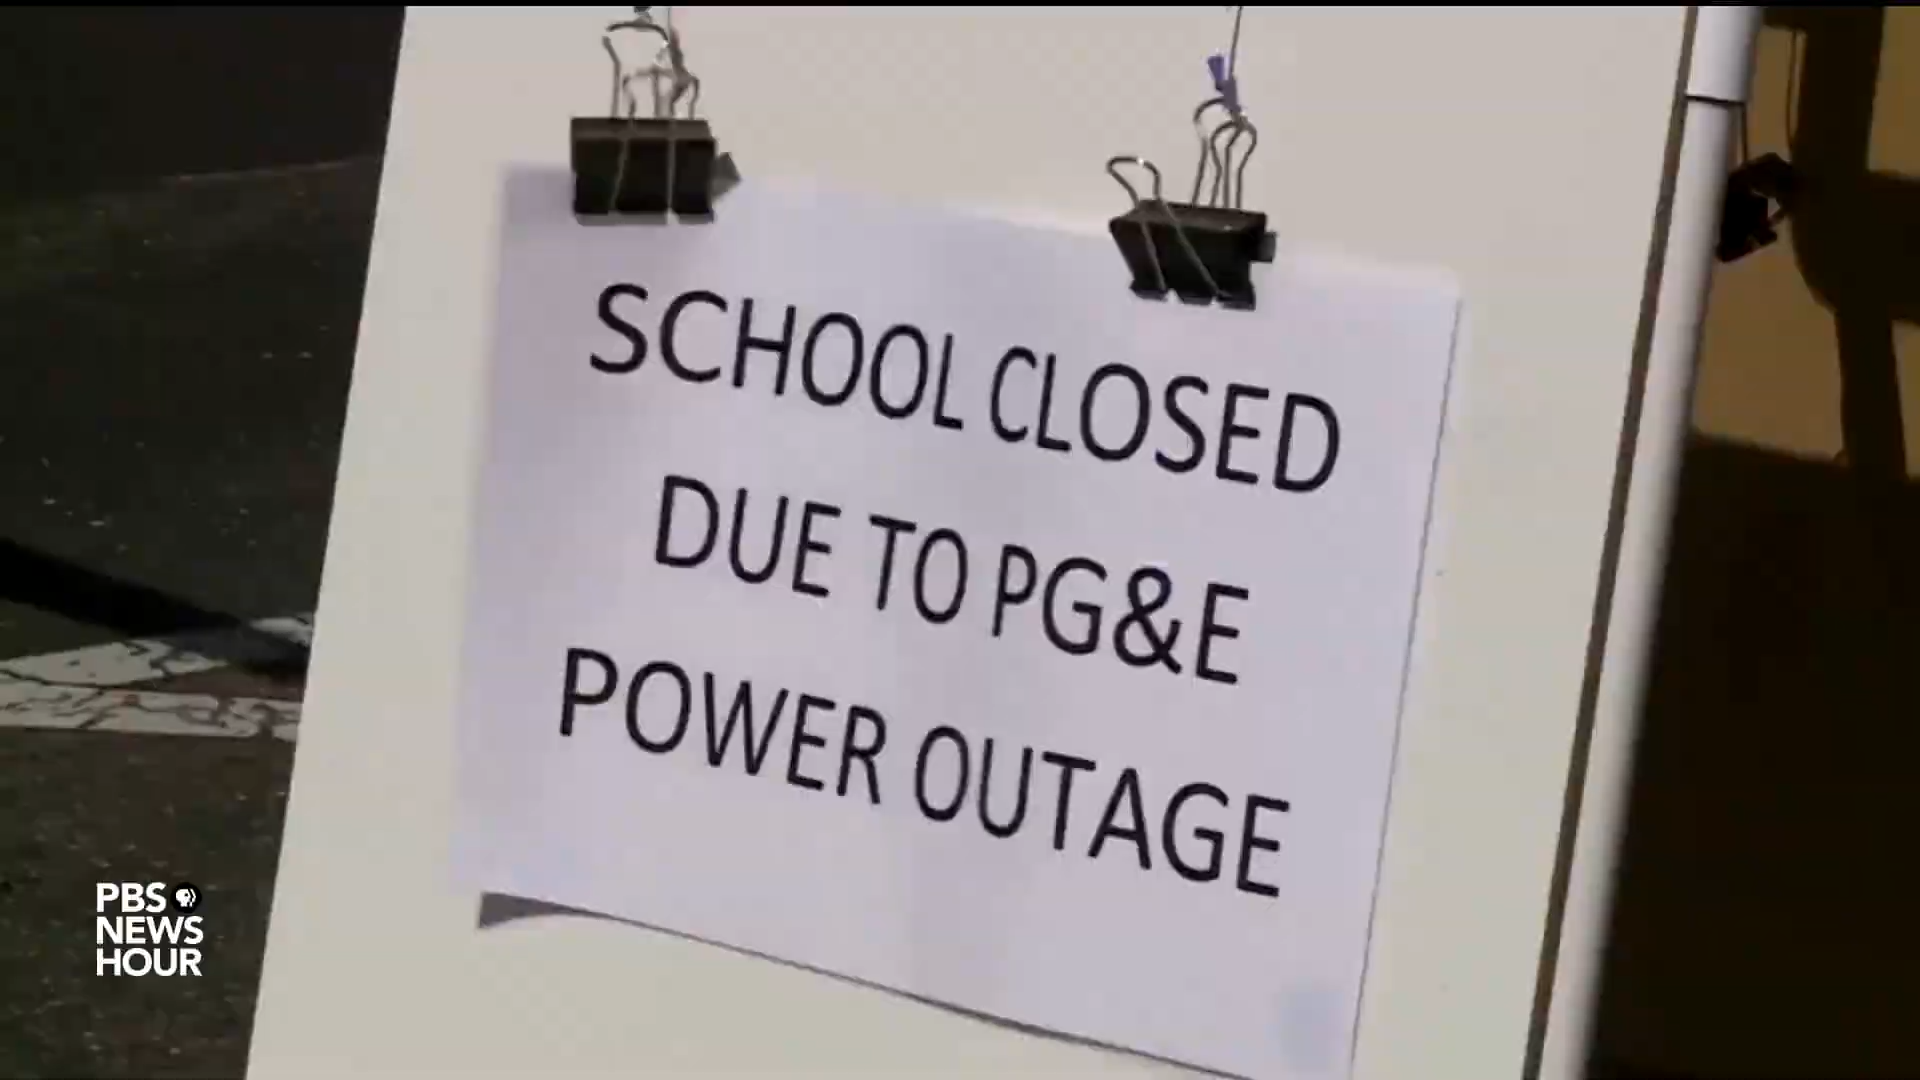 SCHOOL CLOSED
DUE TO PG&E
POWER OUTAGE
PBS
NEWS
HOUR